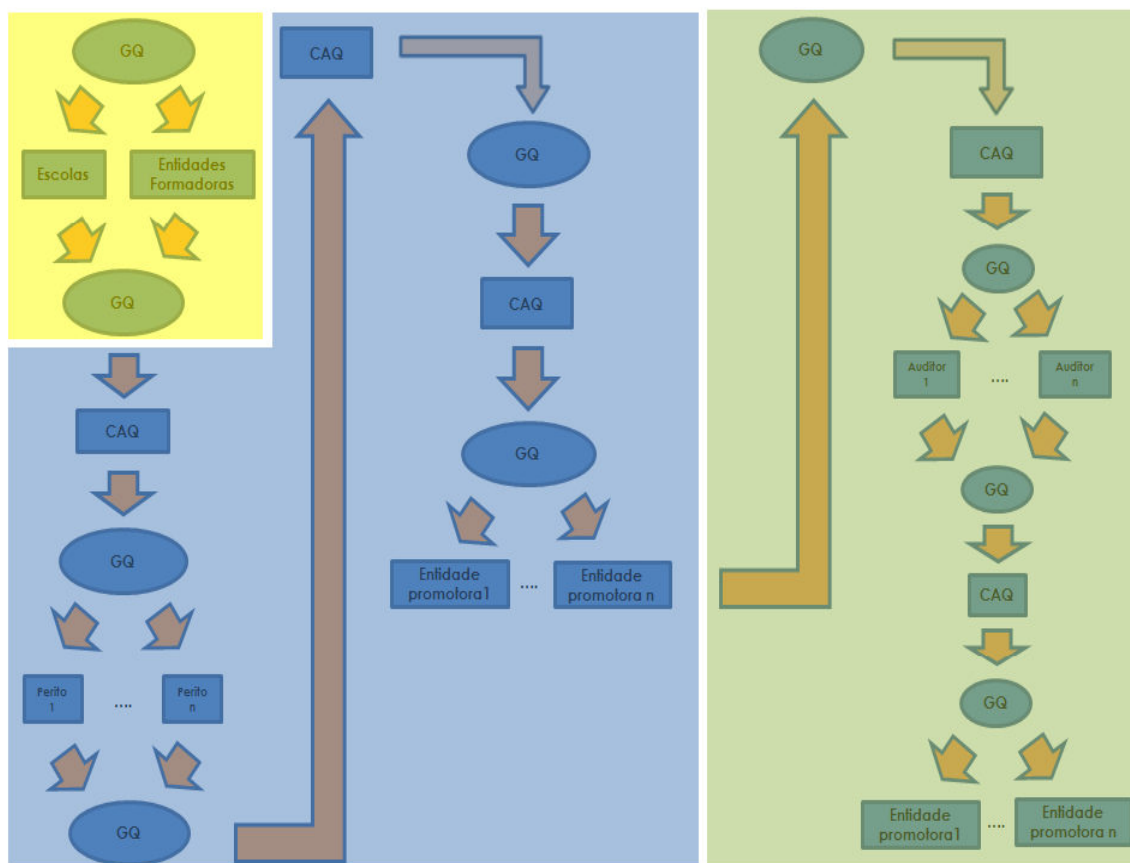 GQ
Escolas
Entidades
Formadoras
GQ
CAQ
GQ
Perito
1
....
Perito
n
GQ
CAQ
GQ
CAQ
GQ
Entidade
promotora1
....
Entidade
promotora n
GQ
CAQ
GQ
Auditor
1
....
Auditor
n
GQ
CAQ
GQ
Entidade
promotora1
....
Entidade
promotora n